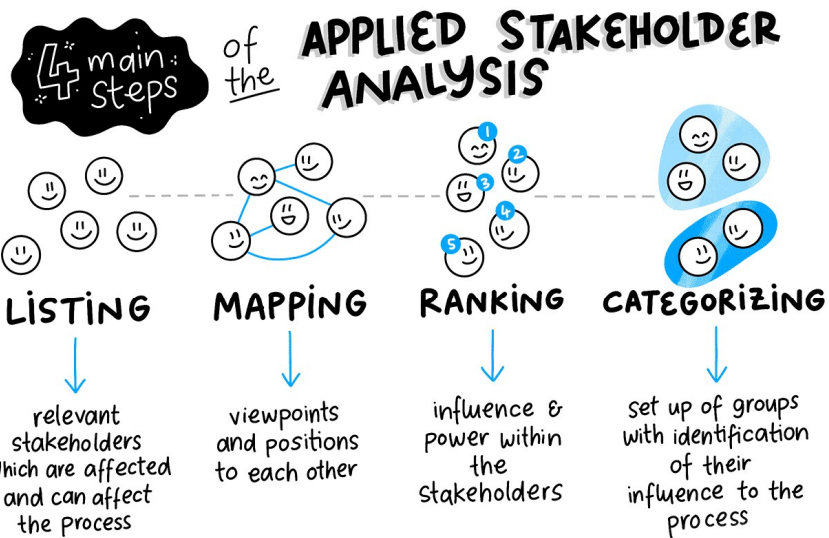 4 main steps
of the
APPLIED STAKEHOLDER
ANALYSIS
1
2
3
4
5
LISTING
MAPPING
RANKING
CATEGORIZING
relevant
stakeholders
which are affected
and can affect
the process
viewpoints
and positions
to each other
influence &
power within
the
stakeholders
set up of groups
with identification
of their
influence to the
process